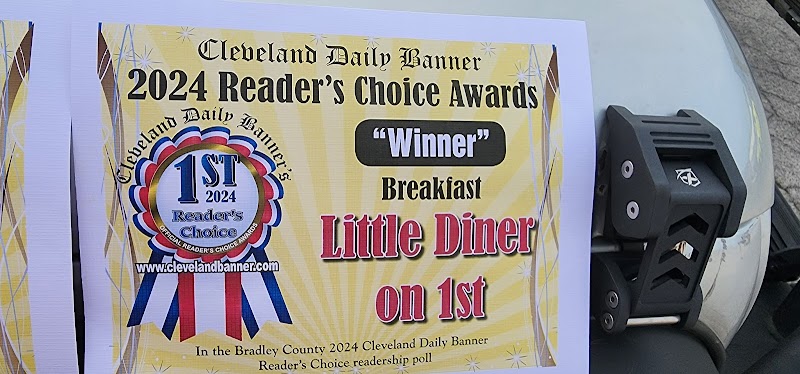 Cleveland Daily Banner
2024 Reader's Choice Awards
"Winner"
Breakfast
Little Diner
on 1st
Cleveland Daily Banner's
1ST
2024
Reader's
Choice
OFFICIAL READER'S CHOICE AWARDS
www.clevelandbanner.com
In the Bradley County 2024 Cleveland Daily Banner
Reader's Choice readership poll